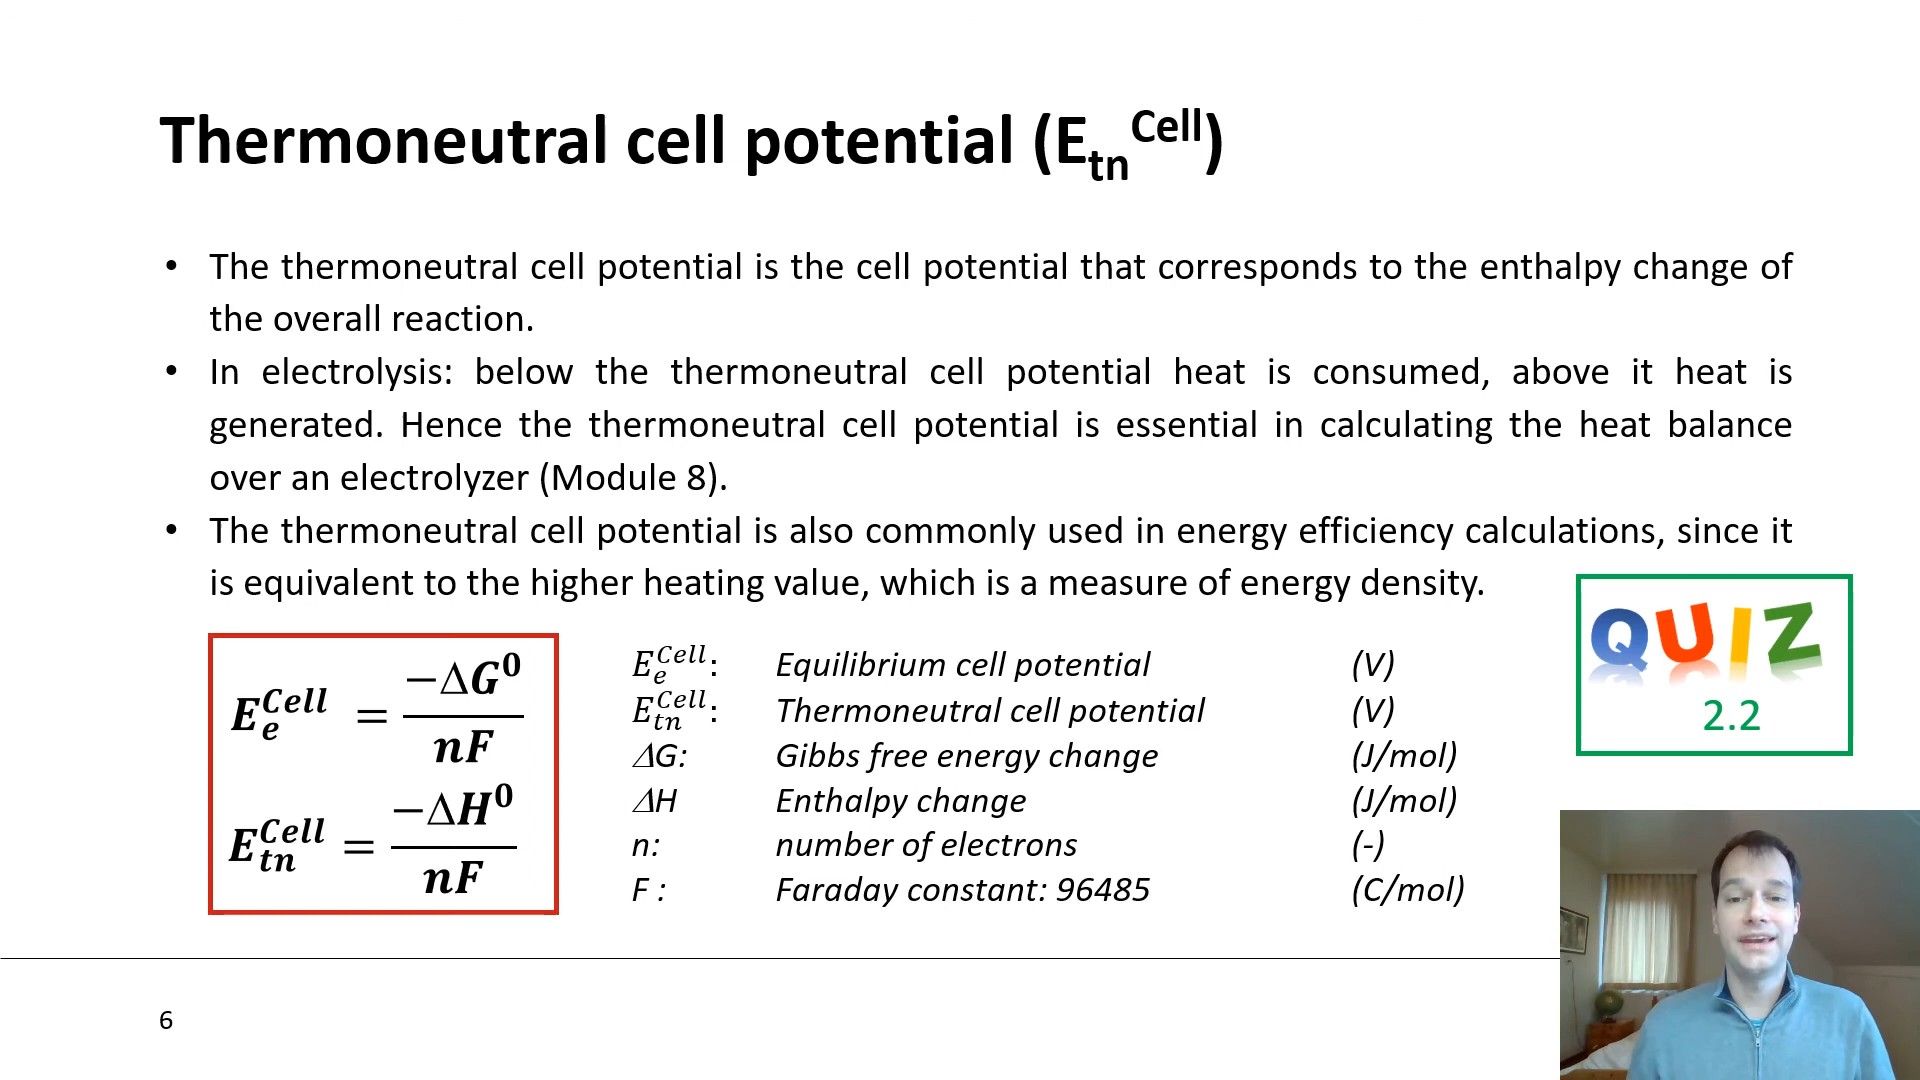 Thermoneutral cell potential (E_tn^Cell)
• The thermoneutral cell potential is the cell potential that corresponds to the enthalpy change of
the overall reaction.
• In electrolysis: below the thermoneutral cell potential heat is consumed, above it heat is
generated. Hence the thermoneutral cell potential is essential in calculating the heat balance
over an electrolyzer (Module 8).
• The thermoneutral cell potential is also commonly used in energy efficiency calculations, since it
is equivalent to the higher heating value, which is a measure of energy density.
E_e^Cell = −∆G^0 / nF
E_tn^Cell = −∆H^0 / nF
E_e^Cell: Equilibrium cell potential (V)
E_tn^Cell: Thermoneutral cell potential (V)
∆G: Gibbs free energy change (J/mol)
∆H Enthalpy change (J/mol)
n: number of electrons (-)
F : Faraday constant: 96485 (C/mol)
QUIZ
2.2
6